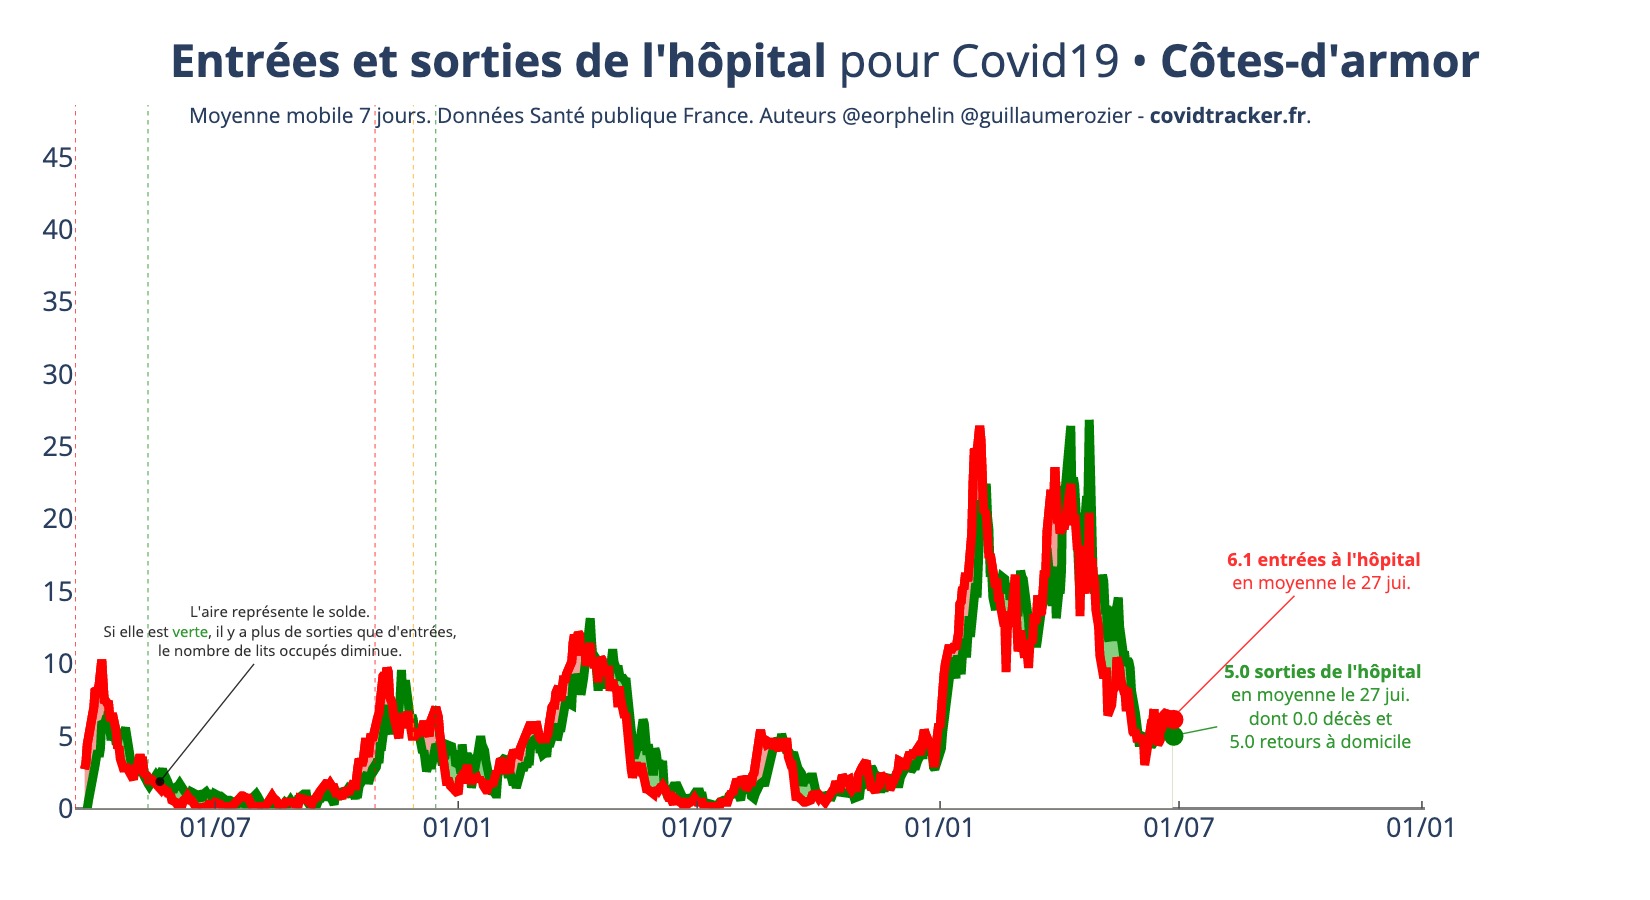 Entrées et sorties de l'hôpital pour Covid19 • Côtes-d'armor
Moyenne mobile 7 jours. Données Santé publique France. Auteurs @eorphelin @guillaumerozier - covidtracker.fr.
45
40
35
30
25
20
15
10
5
0
L'aire représente le solde.
Si elle est verte, il y a plus de sorties que d'entrées,
le nombre de lits occupés diminue.
6.1 entrées à l'hôpital
en moyenne le 27 jui.
5.0 sorties de l'hôpital
en moyenne le 27 jui.
dont 0.0 décès et
5.0 retours à domicile
01/07
01/01
01/07
01/01
01/07
01/01